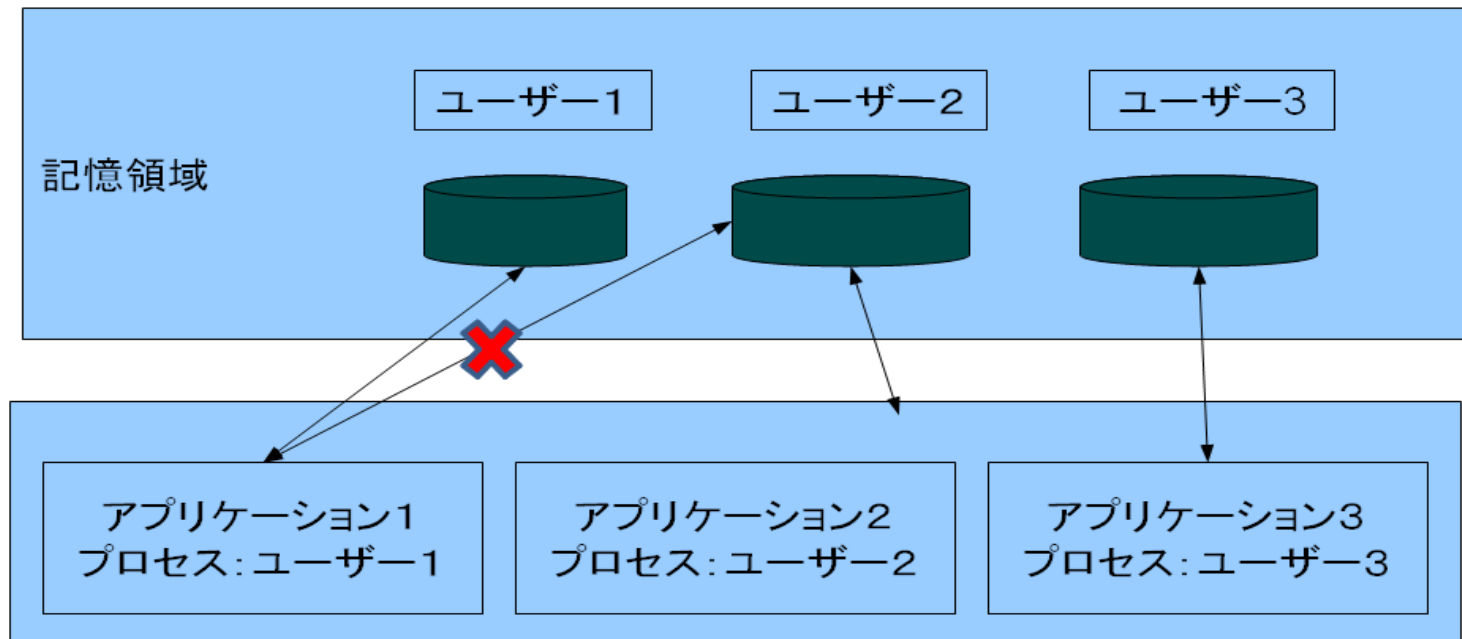 ユーザー１
ユーザー２
ユーザー3
記憶領域
アプリケーション１
プロセス：ユーザー１
アプリケーション２
プロセス：ユーザー２
アプリケーション３
プロセス：ユーザー３